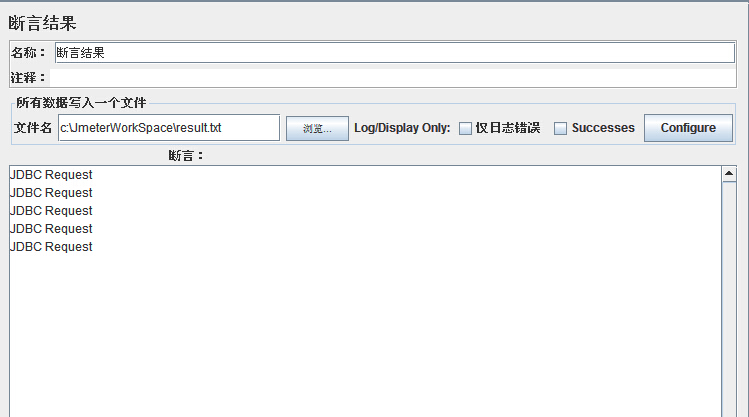 断言结果
名称： 断言结果
注释：
所有数据写入一个文件
文件名 c:\JmeterWorkSpace\result.txt 浏览... Log/Display Only: 仅日志错误 Successes Configure
断言：
JDBC Request
JDBC Request
JDBC Request
JDBC Request
JDBC Request